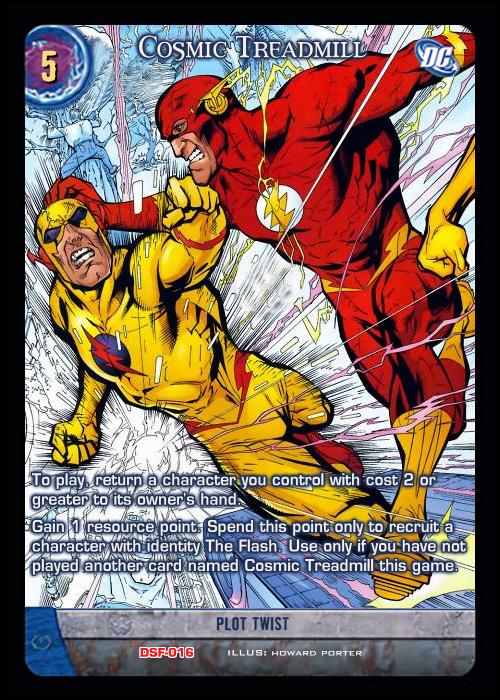 5
Cosmic Treadmill
DC
To play, return a character you control with cost 2 or
greater to its owner's hand.
Gain 1 resource point. Spend this point only to recruit a
character with identity The Flash. Use only if you have not
played another card named Cosmic Treadmill this game.
PLOT TWIST
DSF-016 ILLUS: HOWARD PORTER